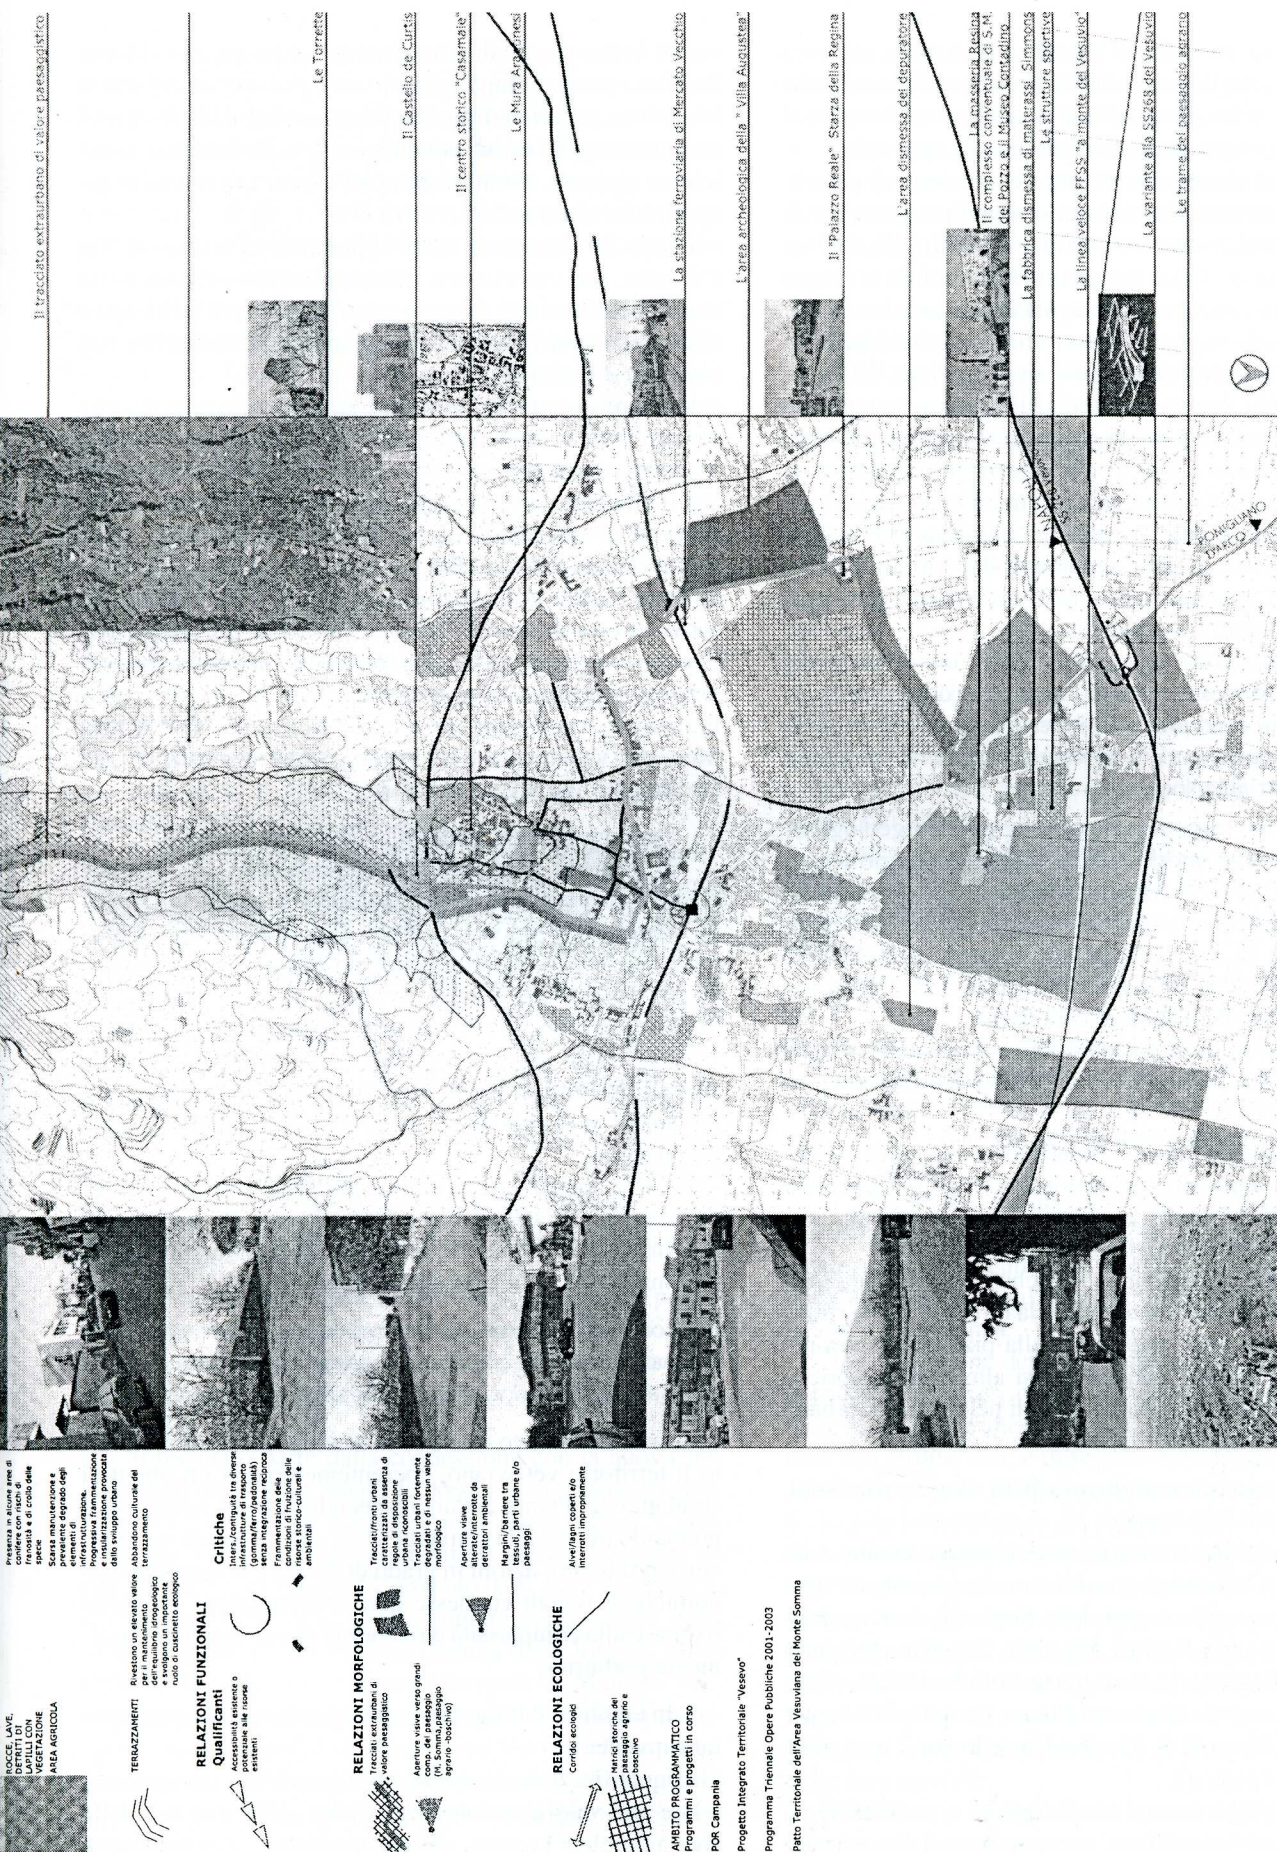 Il tracciato extraurbano di valore paesaggistico
Le Torrette
Il Castello de Curtis
Il centro storico "Casamale"
Le Mura Aragonesi
La stazione ferroviaria di Mercato Vecchio
L'area archeologica della " Villa Augustea"
Il "Palazzo Reale" Starza della Regina
L'area dismessa del depuratore
La masseria Resina
Il complesso conventuale di S.M.
del Pozzo e il Museo Contadino
La fabbrica dismessa di materassi Simmons
Le strutture sportive
La linea veloce FFSS "a monte del Vesuvio"
La variante alla SS268 del Vesuvio
Le trame del paesaggio agrario
NAPOLI
POMIGLIANO
D'ARCO
ROCCE, LAVE,
DETRITI DI
LAPILLI CON
VEGETAZIONE
AREA AGRICOLA
Presenza in alcune aree di
conifere con rischi di
franosità e di crollo delle
specie
Scarsa manutenzione e
prevalente degrado degli
elementi di
infrastrutturazione.
Progressiva frammentazione
e insularizzazione provocata
dallo sviluppo urbano
TERRAZZAMENTI
Rivestono un elevato valore
per il mantenimento
dell'equilibrio idrogeologico
e svolgono un importante
ruolo di cuscinetto ecologico
Abbandono culturale del
terrazzamento
RELAZIONI FUNZIONALI
Qualificanti
Critiche
Accessibilità esistente o
potenziale alle risorse
esistenti
Inters./contiguità tra diverse
infrastrutture di trasporto
(gomma/ferro/pedonalità)
senza integrazione reciproca
Frammentazione delle
condizioni di fruizione delle
risorse storico-culturali e
ambientali
RELAZIONI MORFOLOGICHE
Tracciati extraurbani di
valore paesaggistico
Aperture visive verso grandi
comp. del paesaggio
(M. Somma,paesaggio
agrario -boschivo)
Tracciati/fronti urbani
caratterizzati da assenza di
regole di disposizione
urbana riconoscibili
Tracciati urbani fortemente
degradati e di nessun valore
morfologico
Aperture visive
alterate/interrotte da
detrattori ambientali
Margini/barriere tra
tessuti, parti urbane e/o
paesaggi
RELAZIONI ECOLOGICHE
Corridoi ecologici
Matrici storiche del
paesaggio agrario e
boschivo
Alvei/lagni coperti e/o
interrotti impropriamente
AMBITO PROGRAMMATICO
Programmi e progetti in corso
POR Campania
Progetto Integrato Territoriale "Vesevo"
Programma Triennale Opere Pubbliche 2001-2003
Patto Territoriale dell'Area Vesuviana del Monte Somma